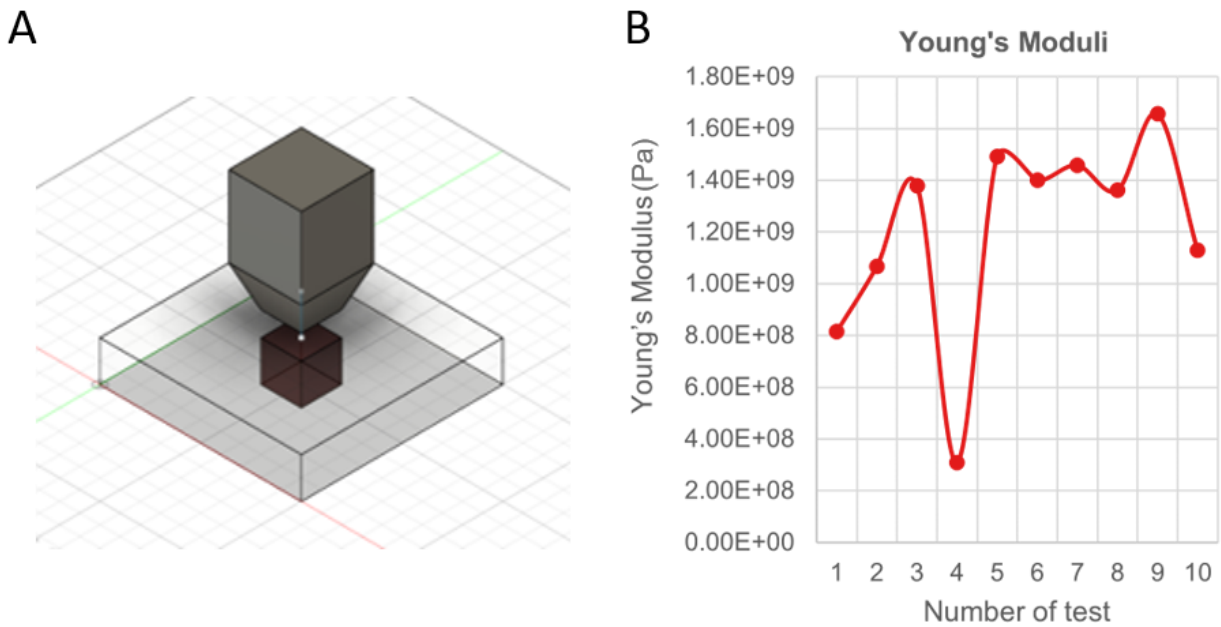 A
B
Young's Moduli
Young's Modulus (Pa)
1.80E+09
1.60E+09
1.40E+09
1.20E+09
1.00E+09
8.00E+08
6.00E+08
4.00E+08
2.00E+08
0.00E+00
1 2 3 4 5 6 7 8 9 10
Number of test